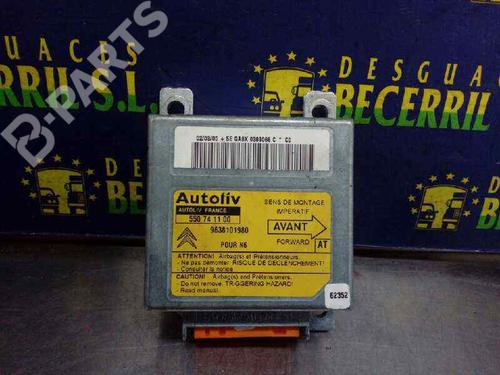 DESGUACES
BECERRIL S.L.
B-PARTS
DESGUAC
BECERR
Autoliv
AUTOLIV FRANCE
550 74 11 00
9638101980
POUR N6
SENS DE MONTAGE
IMPERATIF
AVANT
FORWARD
AT
ATTENTION! Airbag(s) et Prétensionneurs.
- Ne pas démonter. RISQUE DE DECLENCHEMENT!
- Consulter la notice
CAUTION! Airbag(s) and Pretensioners.
- Do not remove. TRIGGERING HAZARD!
- Read manual.
62352